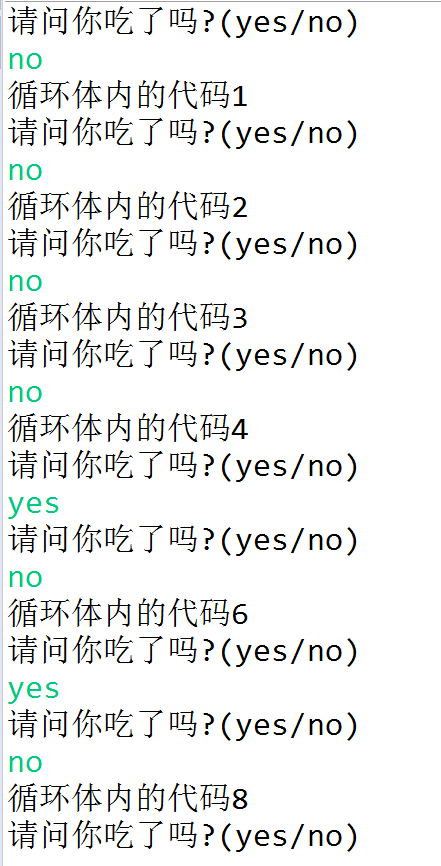 请问你吃了吗?(yes/no)
no
循环体内的代码1
请问你吃了吗?(yes/no)
no
循环体内的代码2
请问你吃了吗?(yes/no)
no
循环体内的代码3
请问你吃了吗?(yes/no)
no
循环体内的代码4
请问你吃了吗?(yes/no)
yes
请问你吃了吗?(yes/no)
no
循环体内的代码6
请问你吃了吗?(yes/no)
yes
请问你吃了吗?(yes/no)
no
循环体内的代码8
请问你吃了吗?(yes/no)